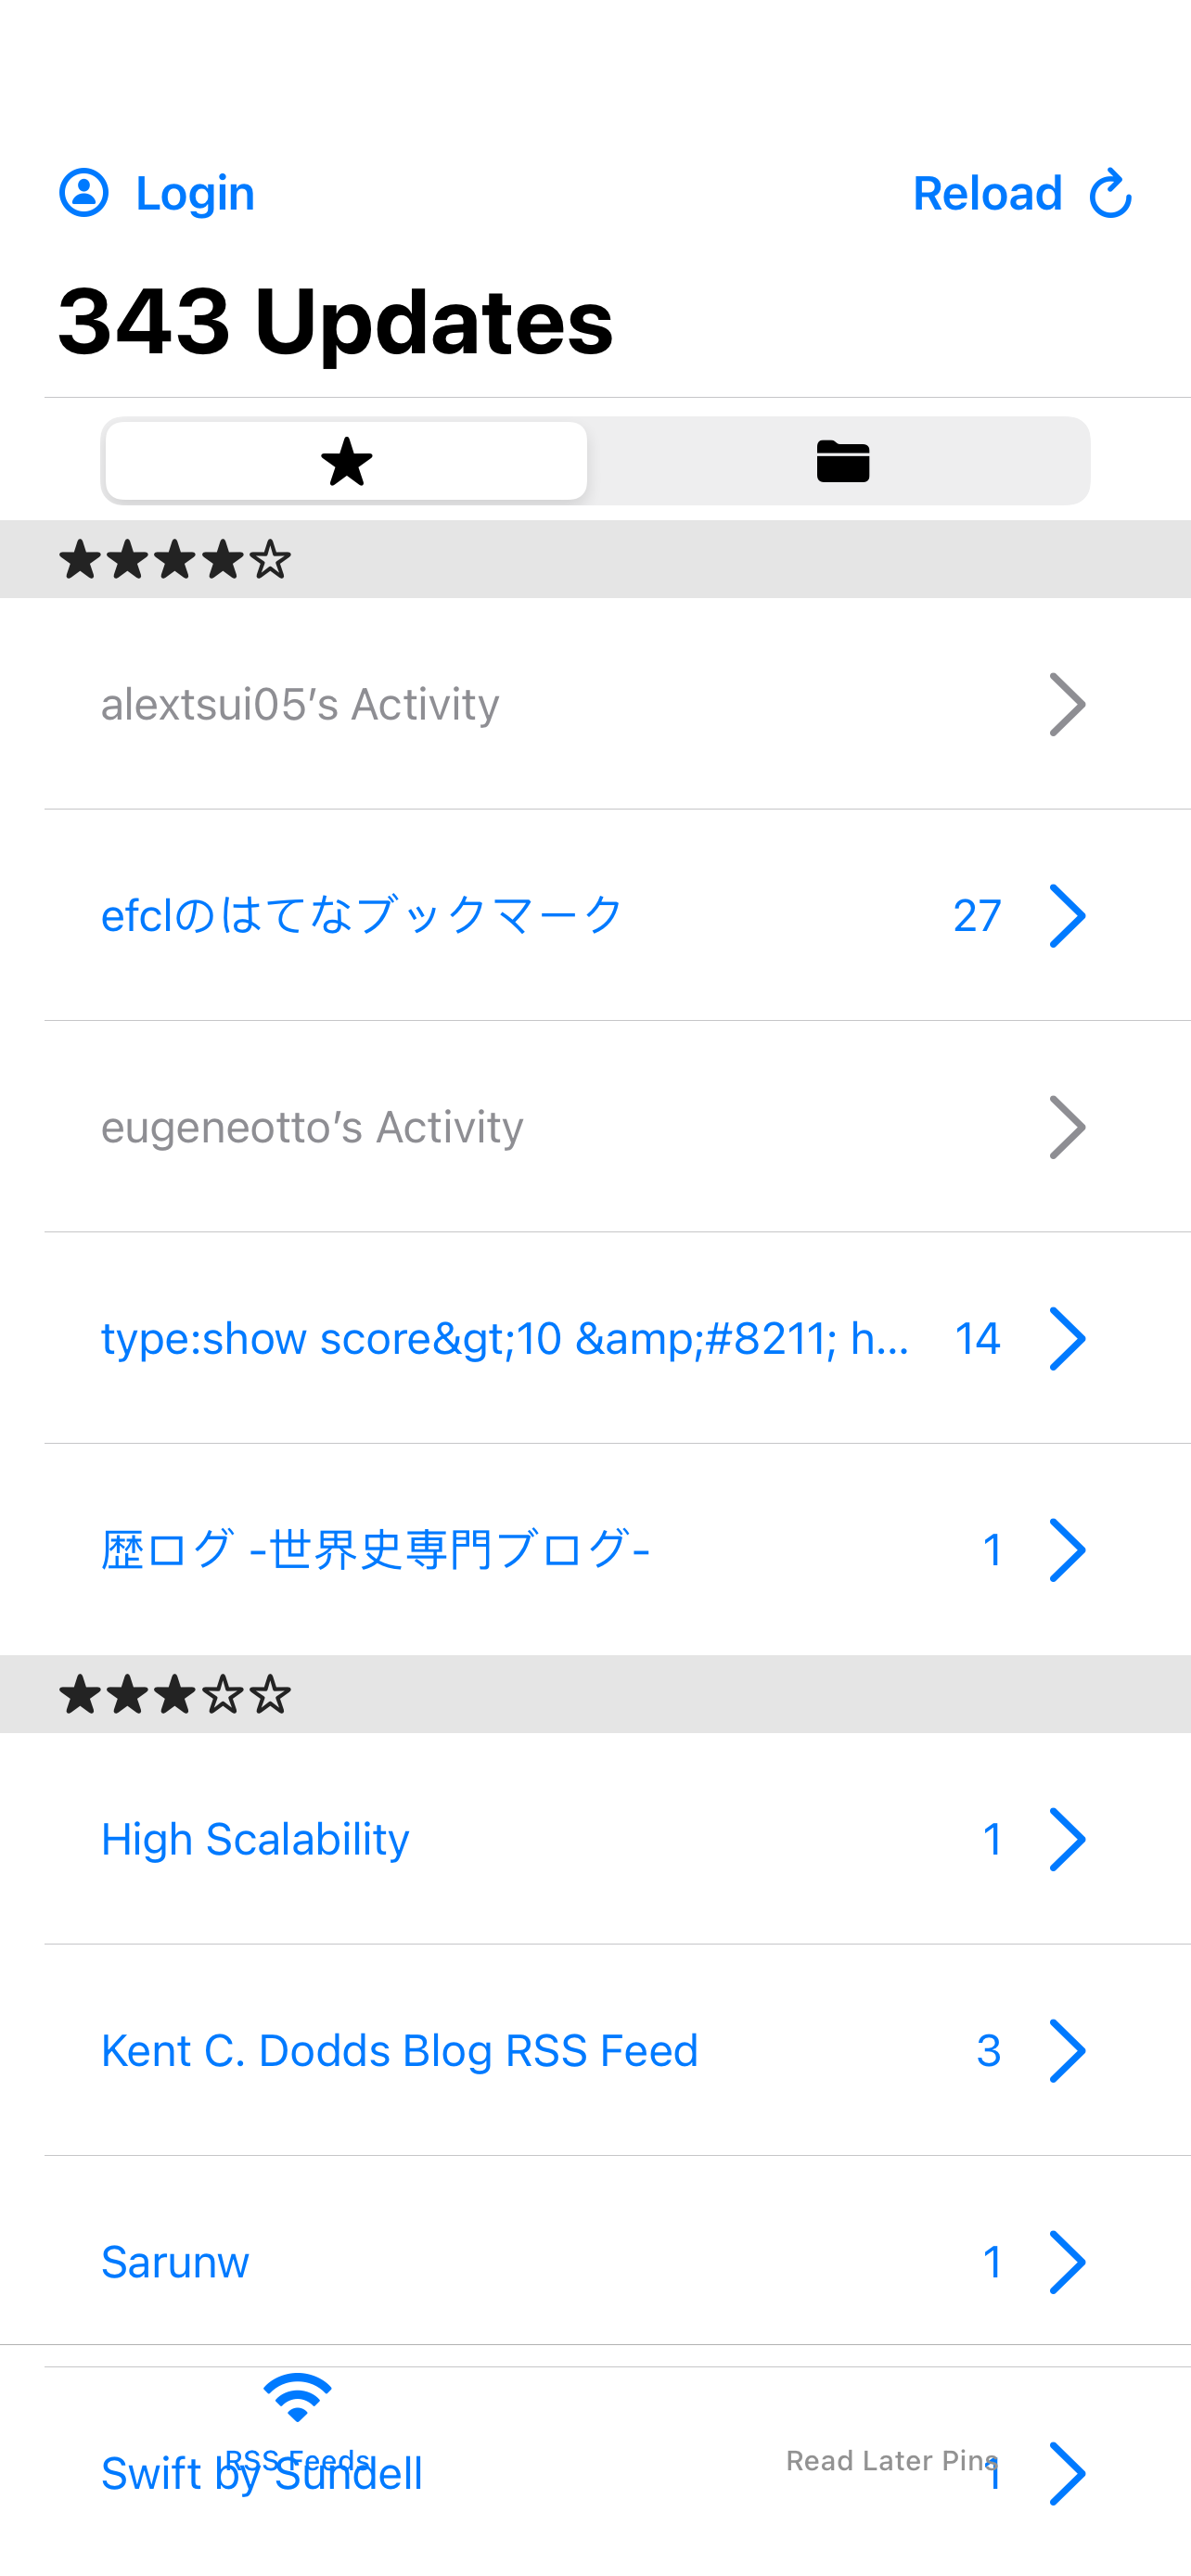 Login
Reload
343 Updates
★★★★☆
alextsui05's Activity
efclのはてなブックマーク 27
eugeneotto's Activity
type:show score&gt;10 &amp;#8211; h... 14
歴ログ -世界史専門ブログ- 1
★★★☆☆
High Scalability 1
Kent C. Dodds Blog RSS Feed 3
Sarunw 1
RSS Feeds
Read Later Pins
Swift by Sundell 1